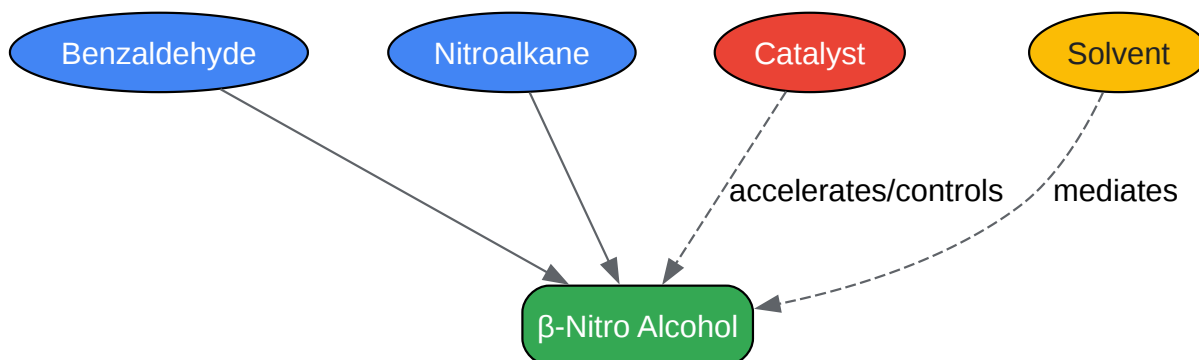 Benzaldehyde
Nitroalkane
Catalyst
Solvent
accelerates/controls
mediates
β-Nitro Alcohol